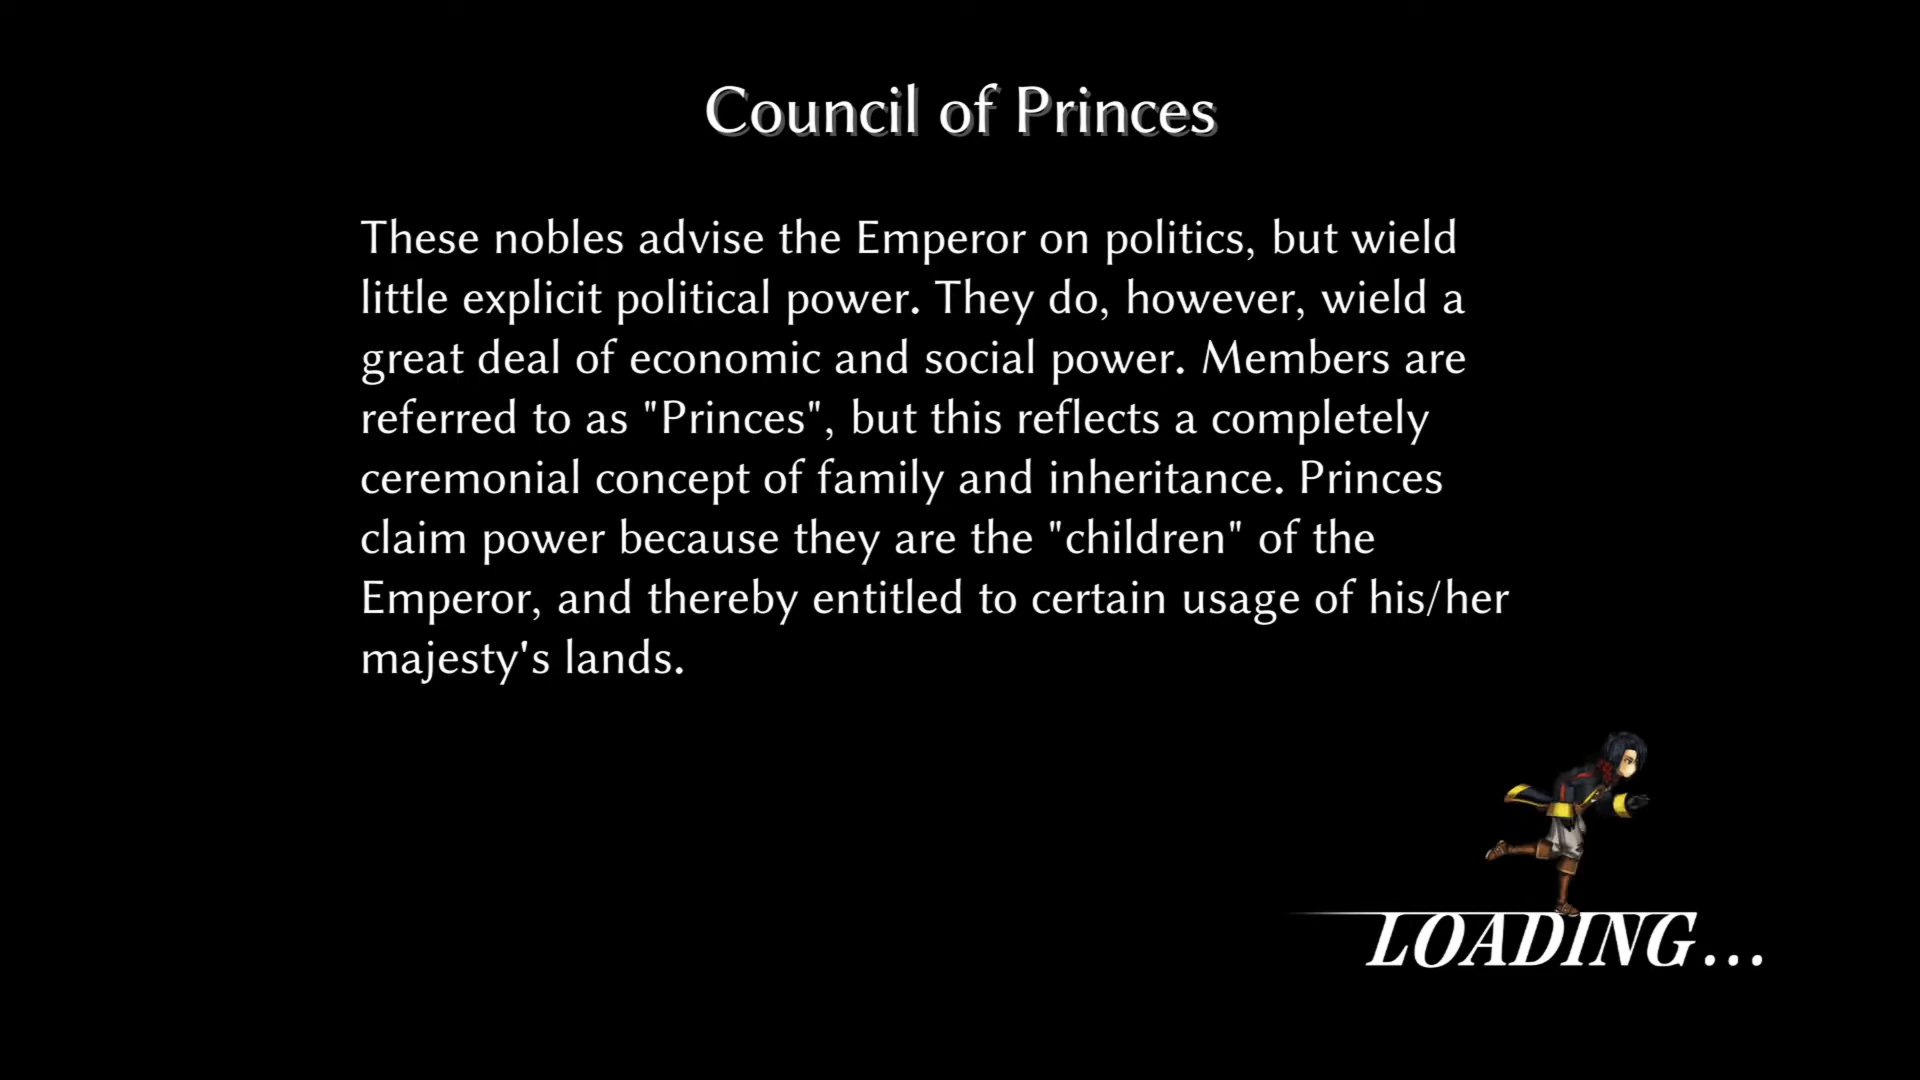 Council of Princes
These nobles advise the Emperor on politics, but wield
little explicit political power. They do, however, wield a
great deal of economic and social power. Members are
referred to as "Princes", but this reflects a completely
ceremonial concept of family and inheritance. Princes
claim power because they are the "children" of the
Emperor, and thereby entitled to certain usage of his/her
majesty's lands.
LOADING...